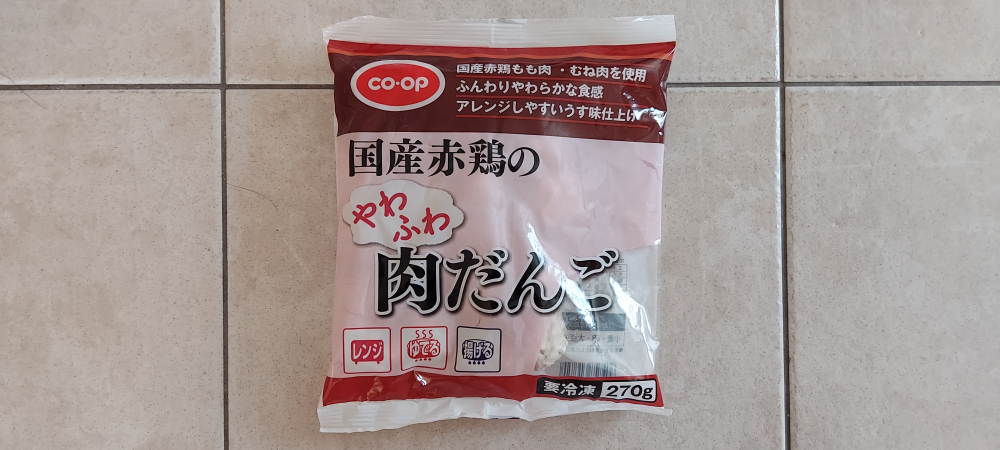 CO·OP
国産赤鶏もも肉・むね肉を使用
ふんわりやわらかな食感
アレンジしやすいうす味仕上げ
国産赤鶏の
やわ
ふわ
肉だんご
レンジ
ゆでる
揚げる
要冷凍 270g